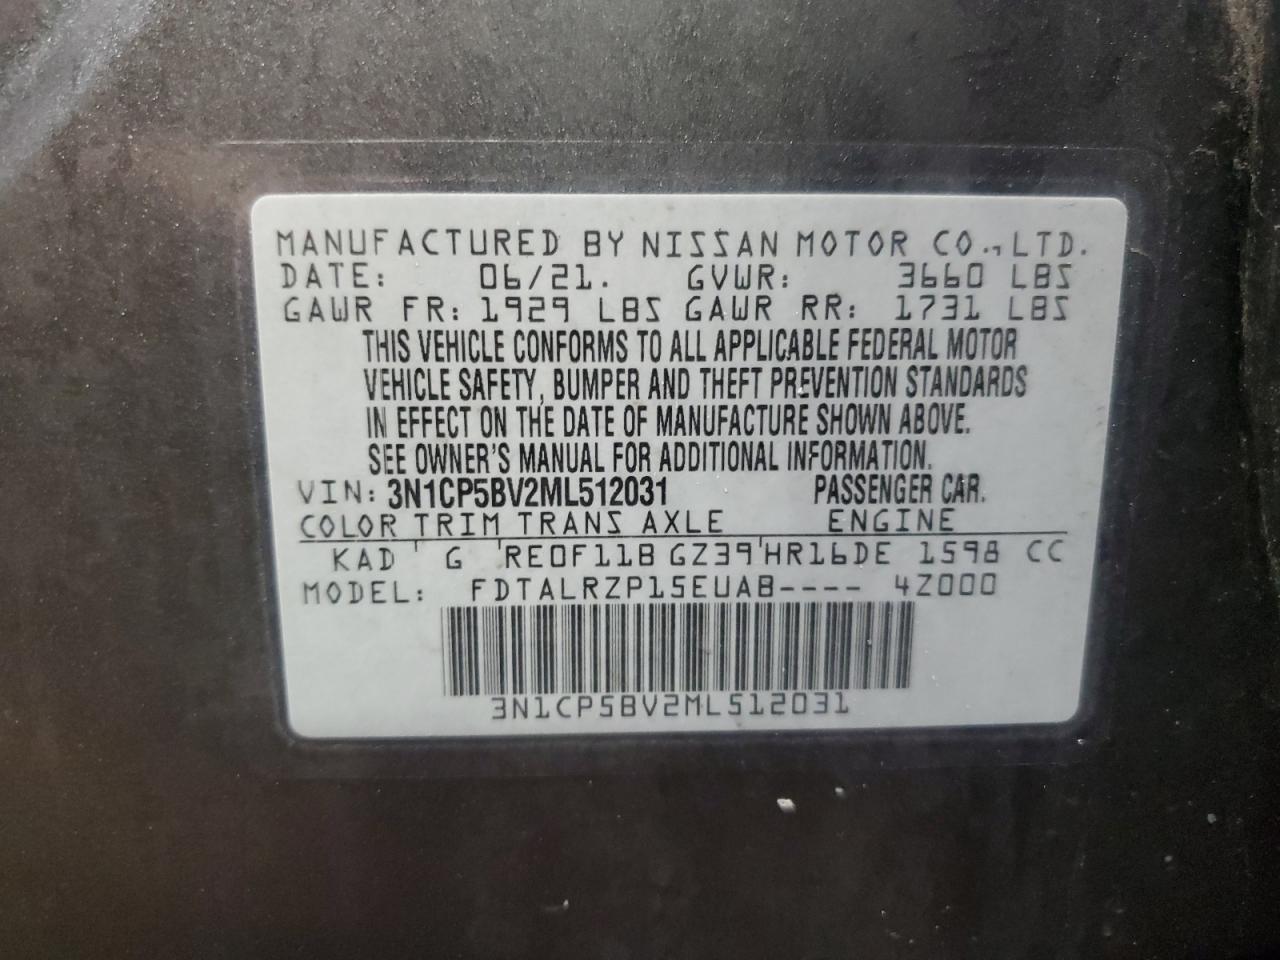 MANUFACTURED BY NISSAN MOTOR CO., LTD.
DATE: 06/21. GVWR: 3660 LBS
GAWR FR: 1929 LBS GAWR RR: 1731 LBS
THIS VEHICLE CONFORMS TO ALL APPLICABLE FEDERAL MOTOR
VEHICLE SAFETY, BUMPER AND THEFT PREVENTION STANDARDS
IN EFFECT ON THE DATE OF MANUFACTURE SHOWN ABOVE.
SEE OWNER'S MANUAL FOR ADDITIONAL INFORMATION.
VIN: 3N1CP5BV2ML512031 PASSENGER CAR.
COLOR TRIM TRANS AXLE ENGINE
KAD ' G ' RE0F11B GZ39 ' HR16DE 1598 CC
MODEL: FDTALRZP15EUAB---- 4Z000
3N1CP5BV2ML512031